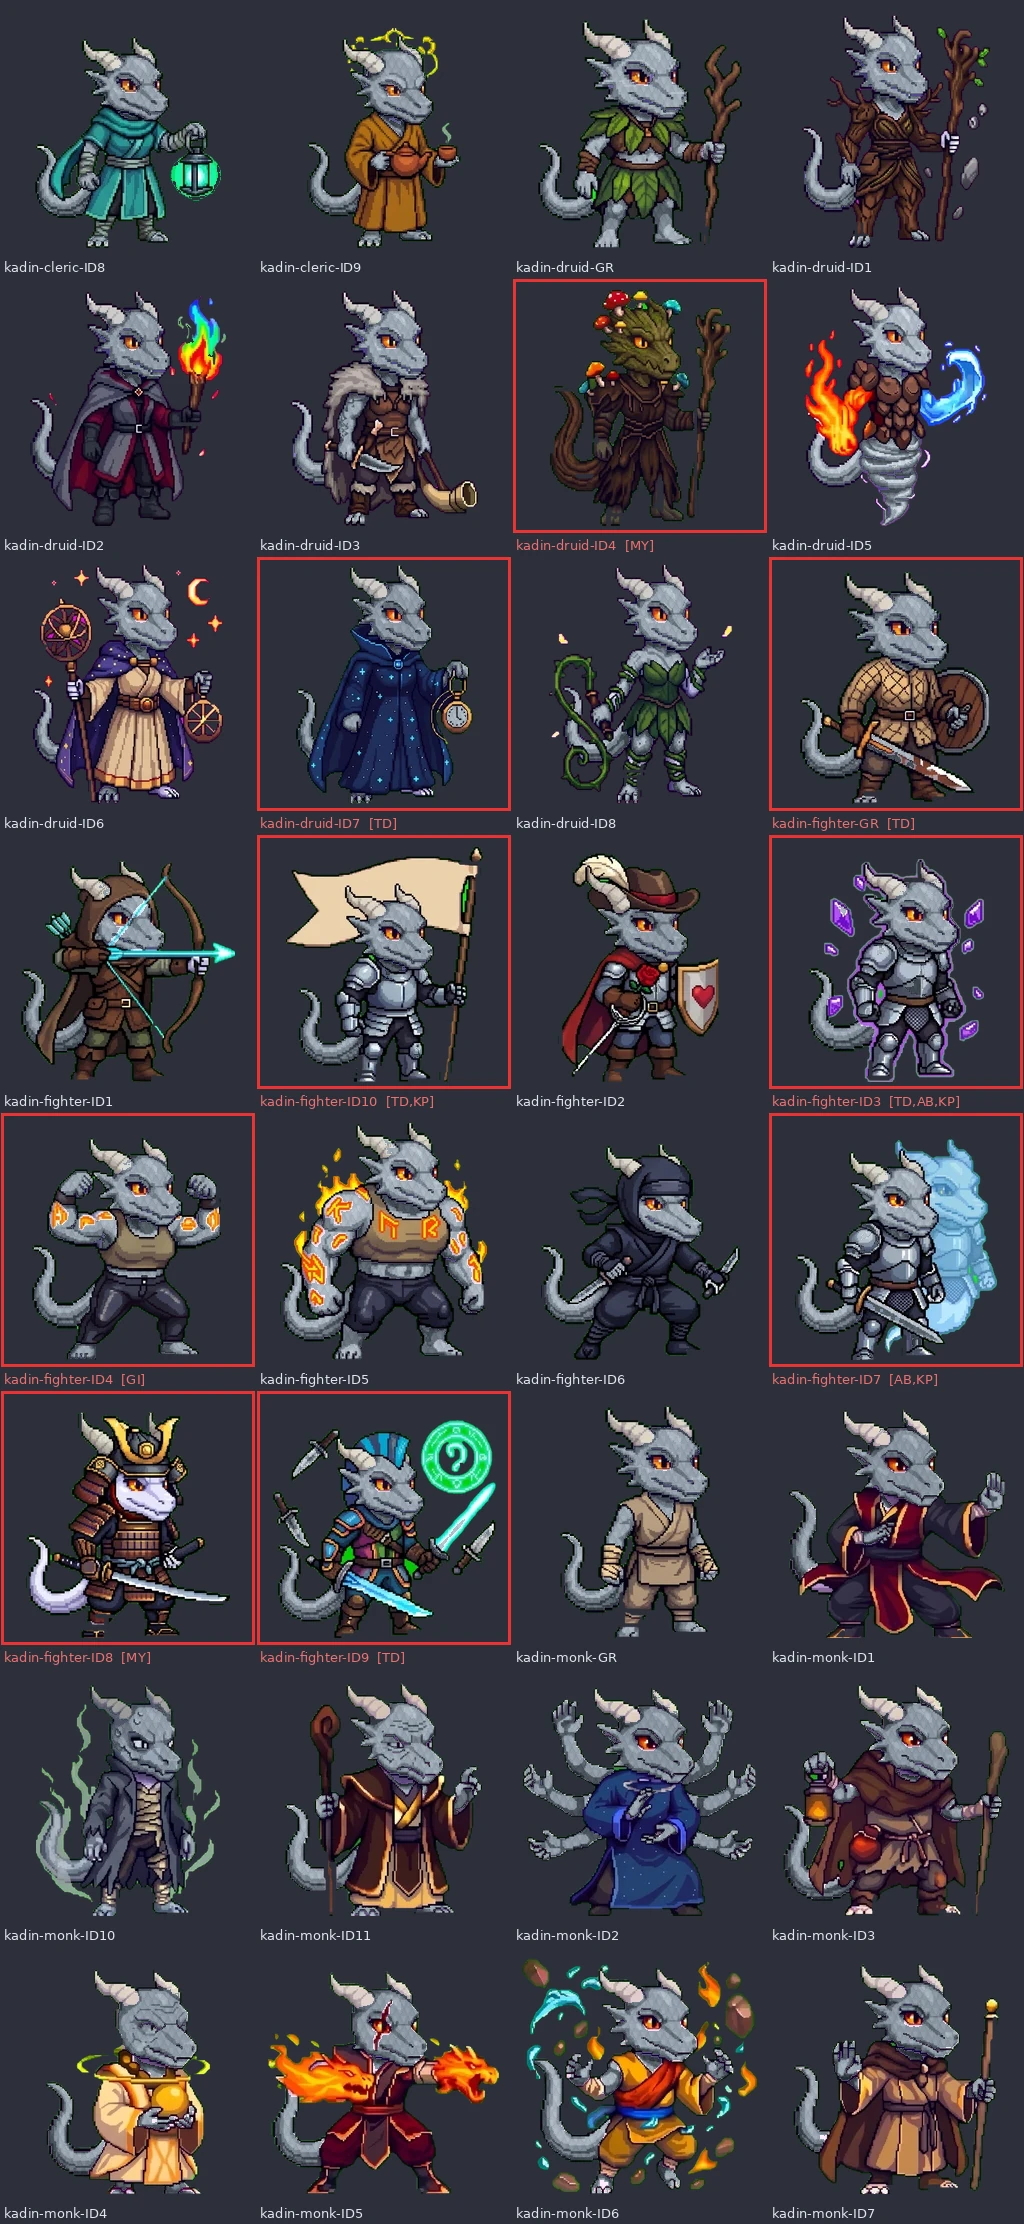 kadin-cleric-ID8
kadin-cleric-ID9
kadin-druid-GR
kadin-druid-ID1
kadin-druid-ID2
kadin-druid-ID3
kadin-druid-ID4 [MY]
kadin-druid-ID5
kadin-druid-ID6
kadin-druid-ID7 [TD]
kadin-druid-ID8
kadin-fighter-GR [TD]
kadin-fighter-ID1
kadin-fighter-ID10 [TD,KP]
kadin-fighter-ID2
kadin-fighter-ID3 [TD,AB,KP]
kadin-fighter-ID4 [GI]
kadin-fighter-ID5
kadin-fighter-ID6
kadin-fighter-ID7 [AB,KP]
?
kadin-fighter-ID8 [MY]
kadin-fighter-ID9 [TD]
kadin-monk-GR
kadin-monk-ID1
kadin-monk-ID10
kadin-monk-ID11
kadin-monk-ID2
kadin-monk-ID3
kadin-monk-ID4
kadin-monk-ID5
kadin-monk-ID6
kadin-monk-ID7